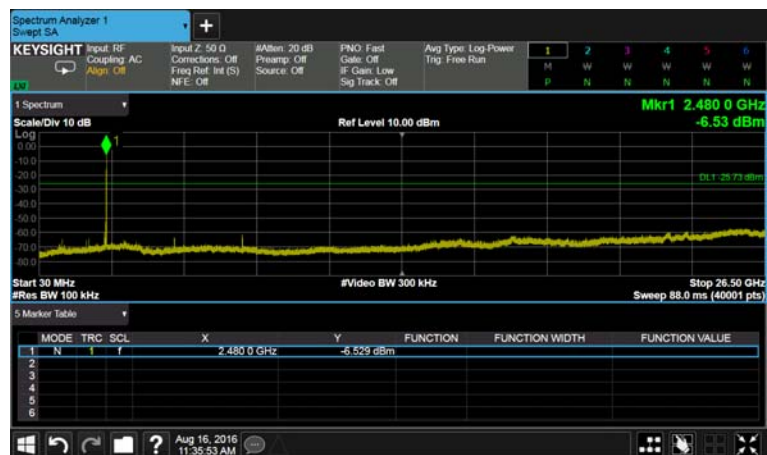 Spectrum Analyzer 1
Swept SA
+
KEYSIGHT Input: RF Input Z: 50 Ω #Atten: 20 dB PNO: Fast Avg Type: Log-Power 1 2 3 4 5 6
Coupling: AC Corrections: Off Preamp: Off Gate: Off Trig: Free Run M W W W W W
Align: Off Freq Ref: Int (S) Source: Off IF Gain: Low P N N N N N
NFE: Off Sig Track: Off
1 Spectrum
Mkr1 2.480 0 GHz
Scale/Div 10 dB Ref Level 10.00 dBm -6.53 dBm
Log
1
0.00
-10.0
-20.0
DL1 -25.73 dBm
-30.0
-40.0
-50.0
-60.0
-70.0
-80.0
Start 30 MHz #Video BW 300 kHz Stop 26.50 GHz
#Res BW 100 kHz Sweep 88.0 ms (40001 pts)
5 Marker Table
MODE TRC SCL X Y FUNCTION FUNCTION WIDTH FUNCTION VALUE
1 N 1 f 2.480 0 GHz -6.529 dBm
2
3
4
5
6
? Aug 16, 2016
11:35:53 AM